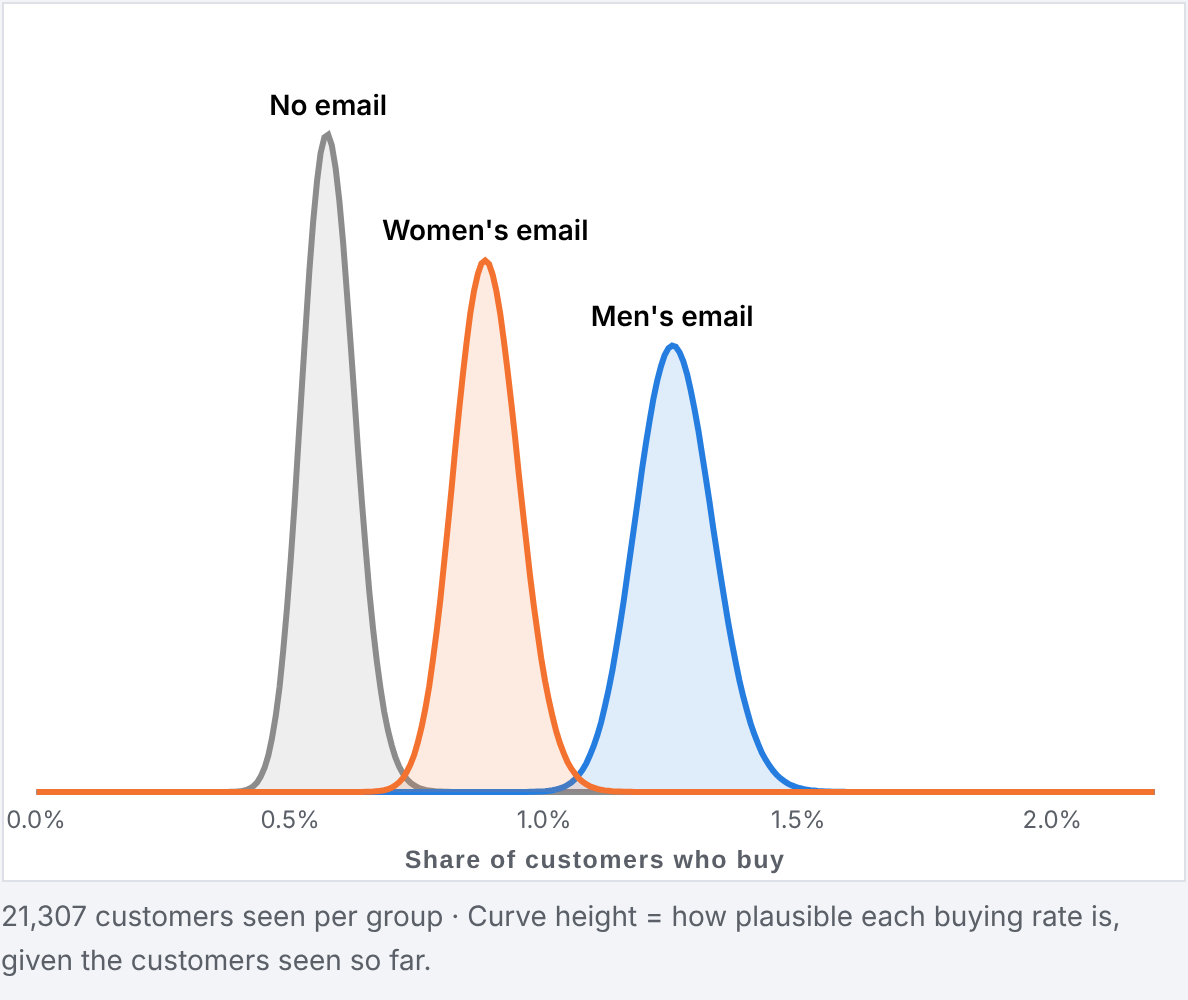 No email
Women's email
Men's email
0.0% 0.5% 1.0% 1.5% 2.0%
Share of customers who buy
21,307 customers seen per group · Curve height = how plausible each buying rate is,
given the customers seen so far.